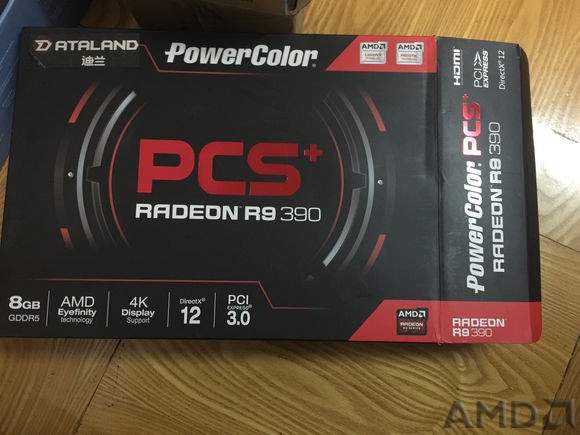 DATALAND
迪兰
PowerColor
AMD
AMD
PCS+
RADEON R9 390
8GB
GDDR5
AMD
Eyefinity
technology
4K
Display
Support
DirectX®
12
PCI
EXPRESS®
3.0
AMD
RADEON
HDMI
PCI
EXPRESS
DirectX® 12
PowerColor PCS+
RADEON R9 390
RADEON
R9 390
AMD